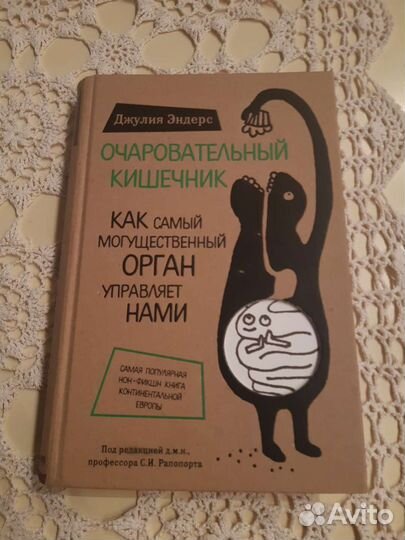 Джулия Эндерс
ОЧАРОВАТЕЛЬНЫЙ
КИШЕЧНИК
КАК САМЫЙ
МОГУЩЕСТВЕННЫЙ
ОРГАН
УПРАВЛЯЕТ
НАМИ
САМАЯ ПОПУЛЯРНАЯ
НОН-ФИКШН КНИГА
КОНТИНЕНТАЛЬНОЙ
ЕВРОПЫ
Под редакцией д.м.н.,
профессора С.И. Рапопорта
Avito